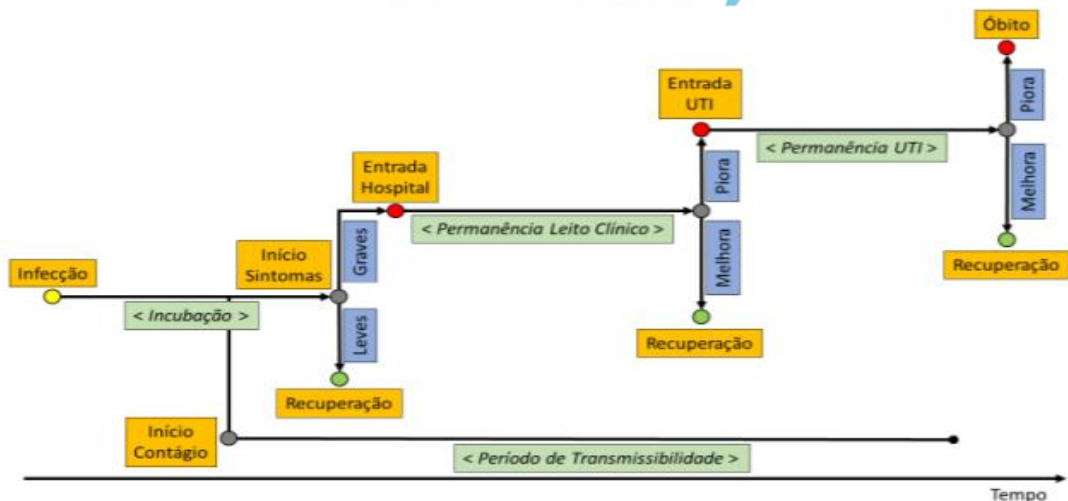 Óbito
Entrada
UTI
Piora
< Permanência UTI >
Entrada
Hospital
Piora
Melhora
< Permanência Leito Clínico >
Início
Sintomas
Graves
Melhora
Recuperação
Infecção
< Incubação >
Leves
Recuperação
Recuperação
Início
Contágio
< Período de Transmissibilidade >
Tempo